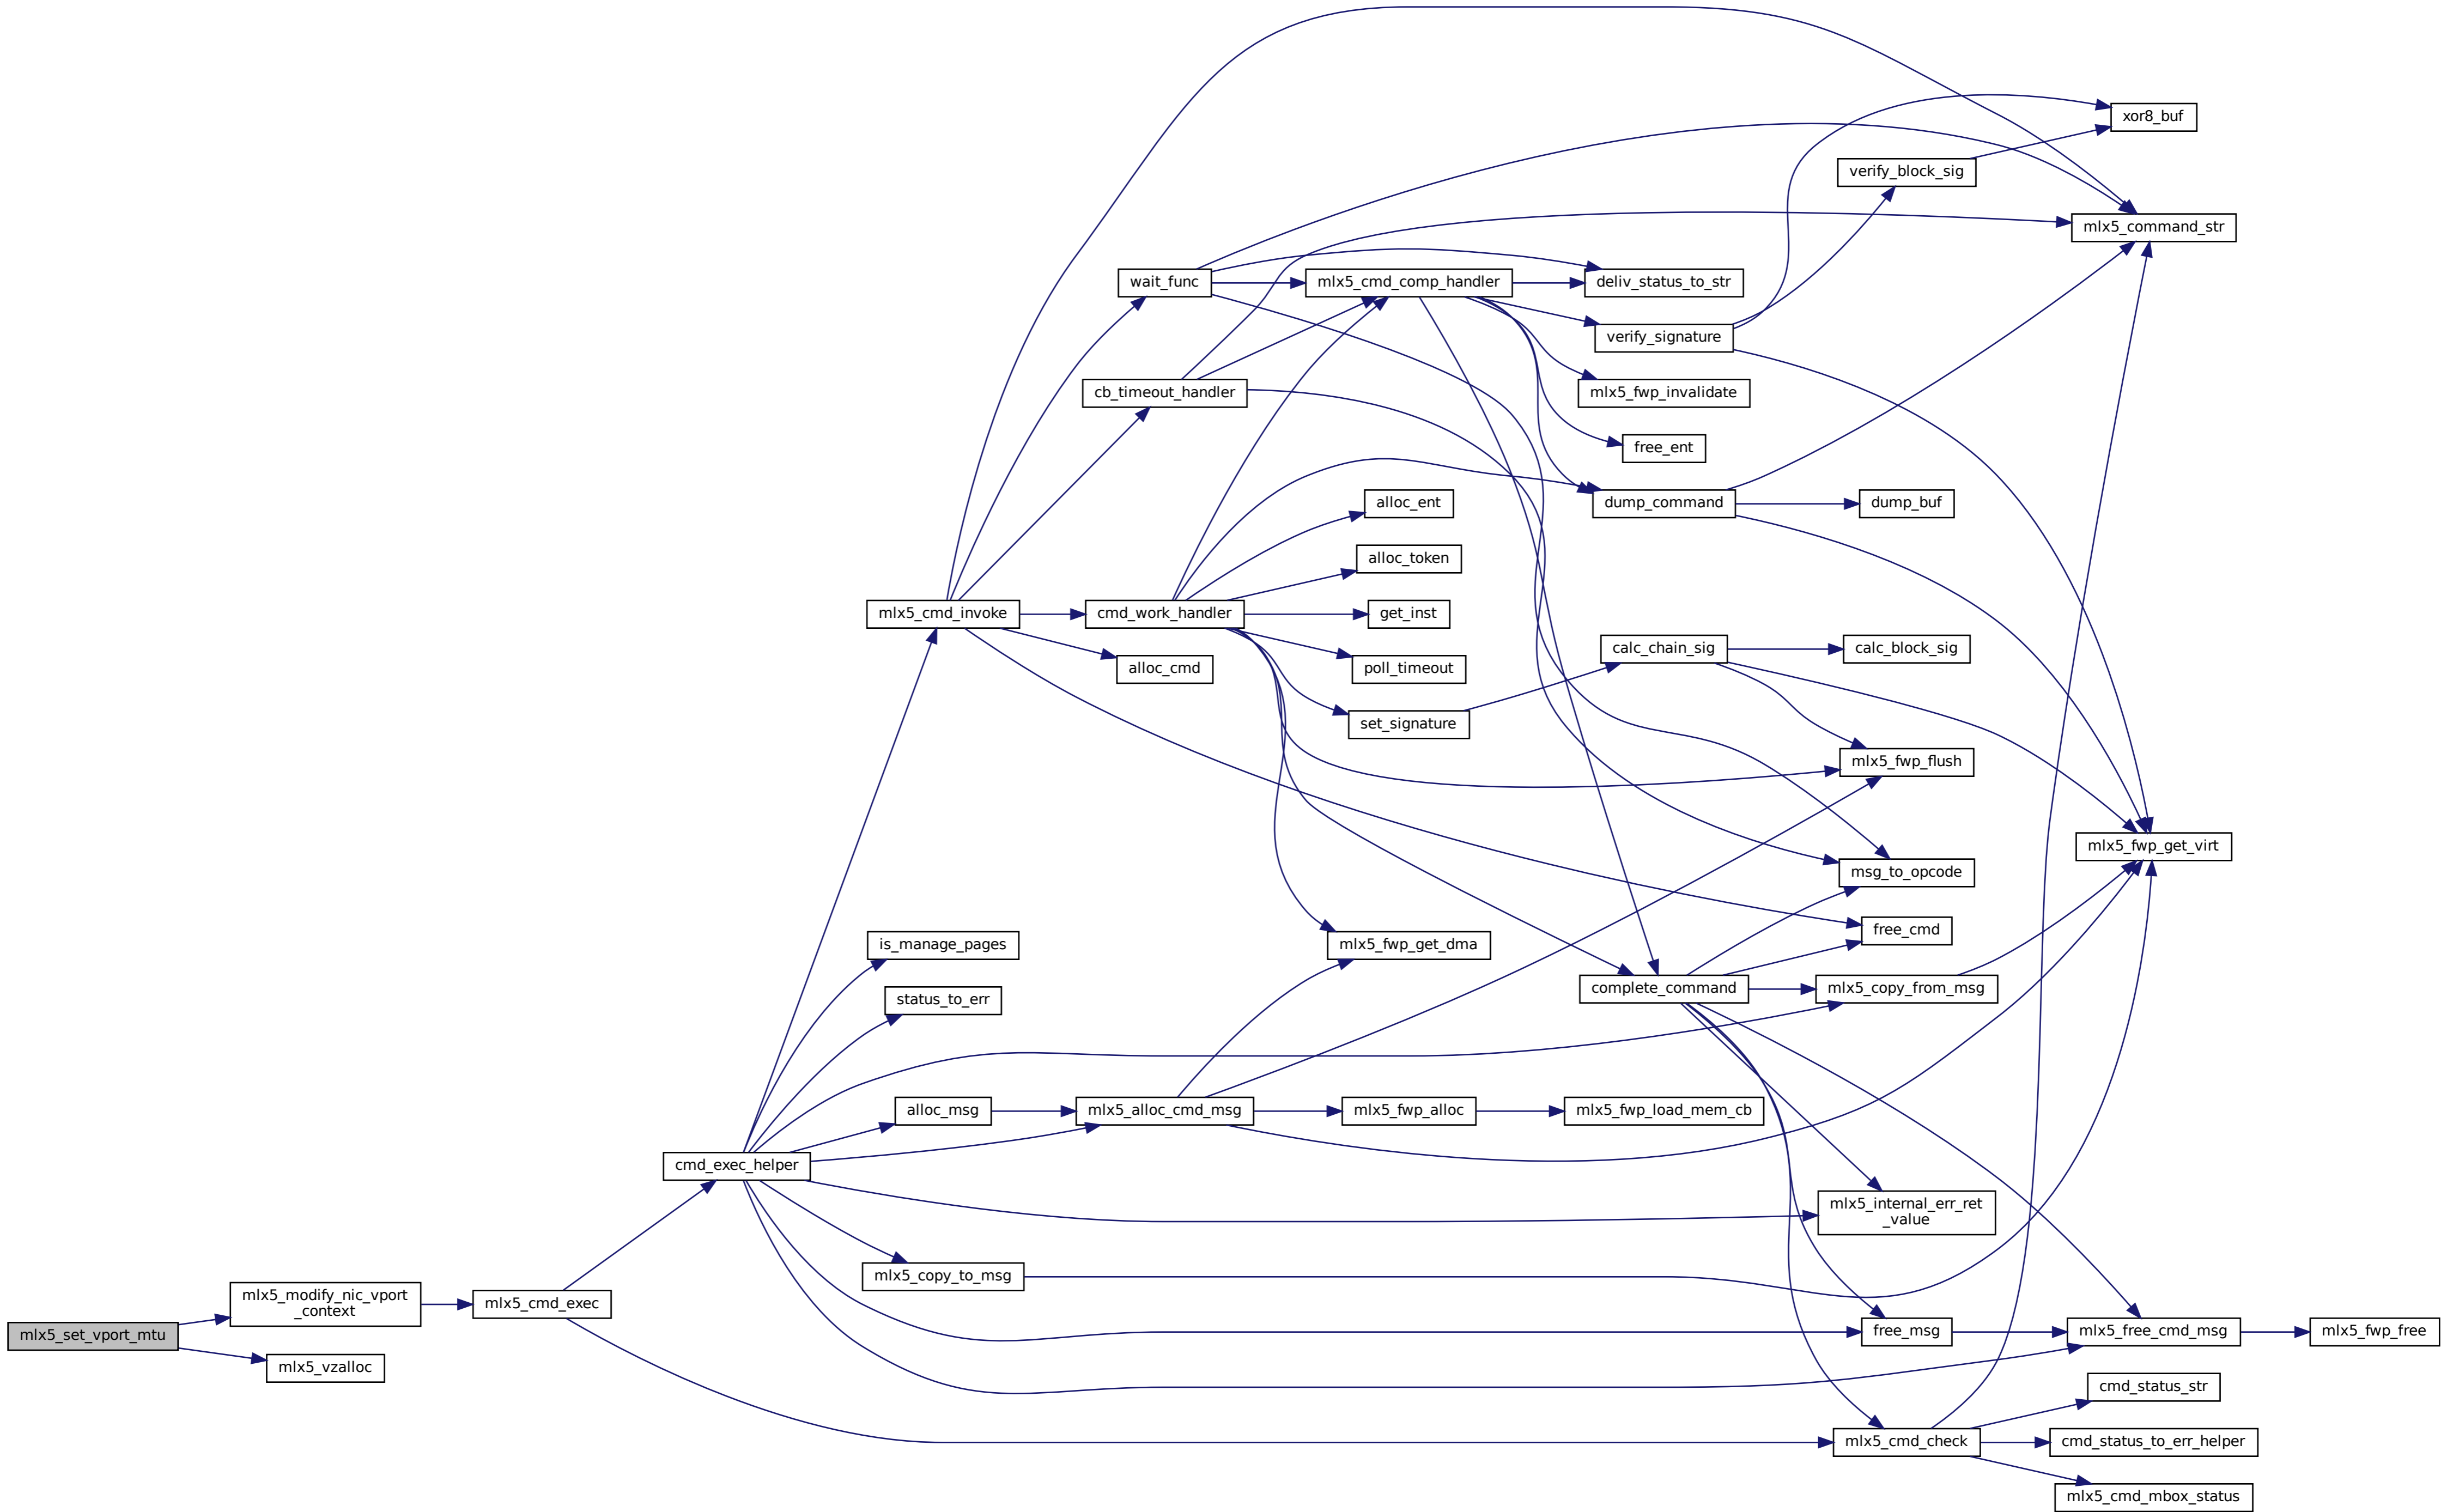 xor8_buf
verify_block_sig
mlx5_command_str
wait_func
mlx5_cmd_comp_handler
deliv_status_to_str
verify_signature
cb_timeout_handler
mlx5_fwp_invalidate
free_ent
alloc_ent
dump_command
dump_buf
alloc_token
mlx5_cmd_invoke
cmd_work_handler
get_inst
alloc_cmd
poll_timeout
calc_chain_sig
calc_block_sig
set_signature
mlx5_fwp_flush
mlx5_fwp_get_virt
msg_to_opcode
is_manage_pages
mlx5_fwp_get_dma
free_cmd
status_to_err
complete_command
mlx5_copy_from_msg
alloc_msg
mlx5_alloc_cmd_msg
mlx5_fwp_alloc
mlx5_fwp_load_mem_cb
cmd_exec_helper
mlx5_internal_err_ret
_value
mlx5_copy_to_msg
mlx5_modify_nic_vport
_context
mlx5_cmd_exec
mlx5_set_vport_mtu
free_msg
mlx5_free_cmd_msg
mlx5_fwp_free
mlx5_vzalloc
cmd_status_str
mlx5_cmd_check
cmd_status_to_err_helper
mlx5_cmd_mbox_status